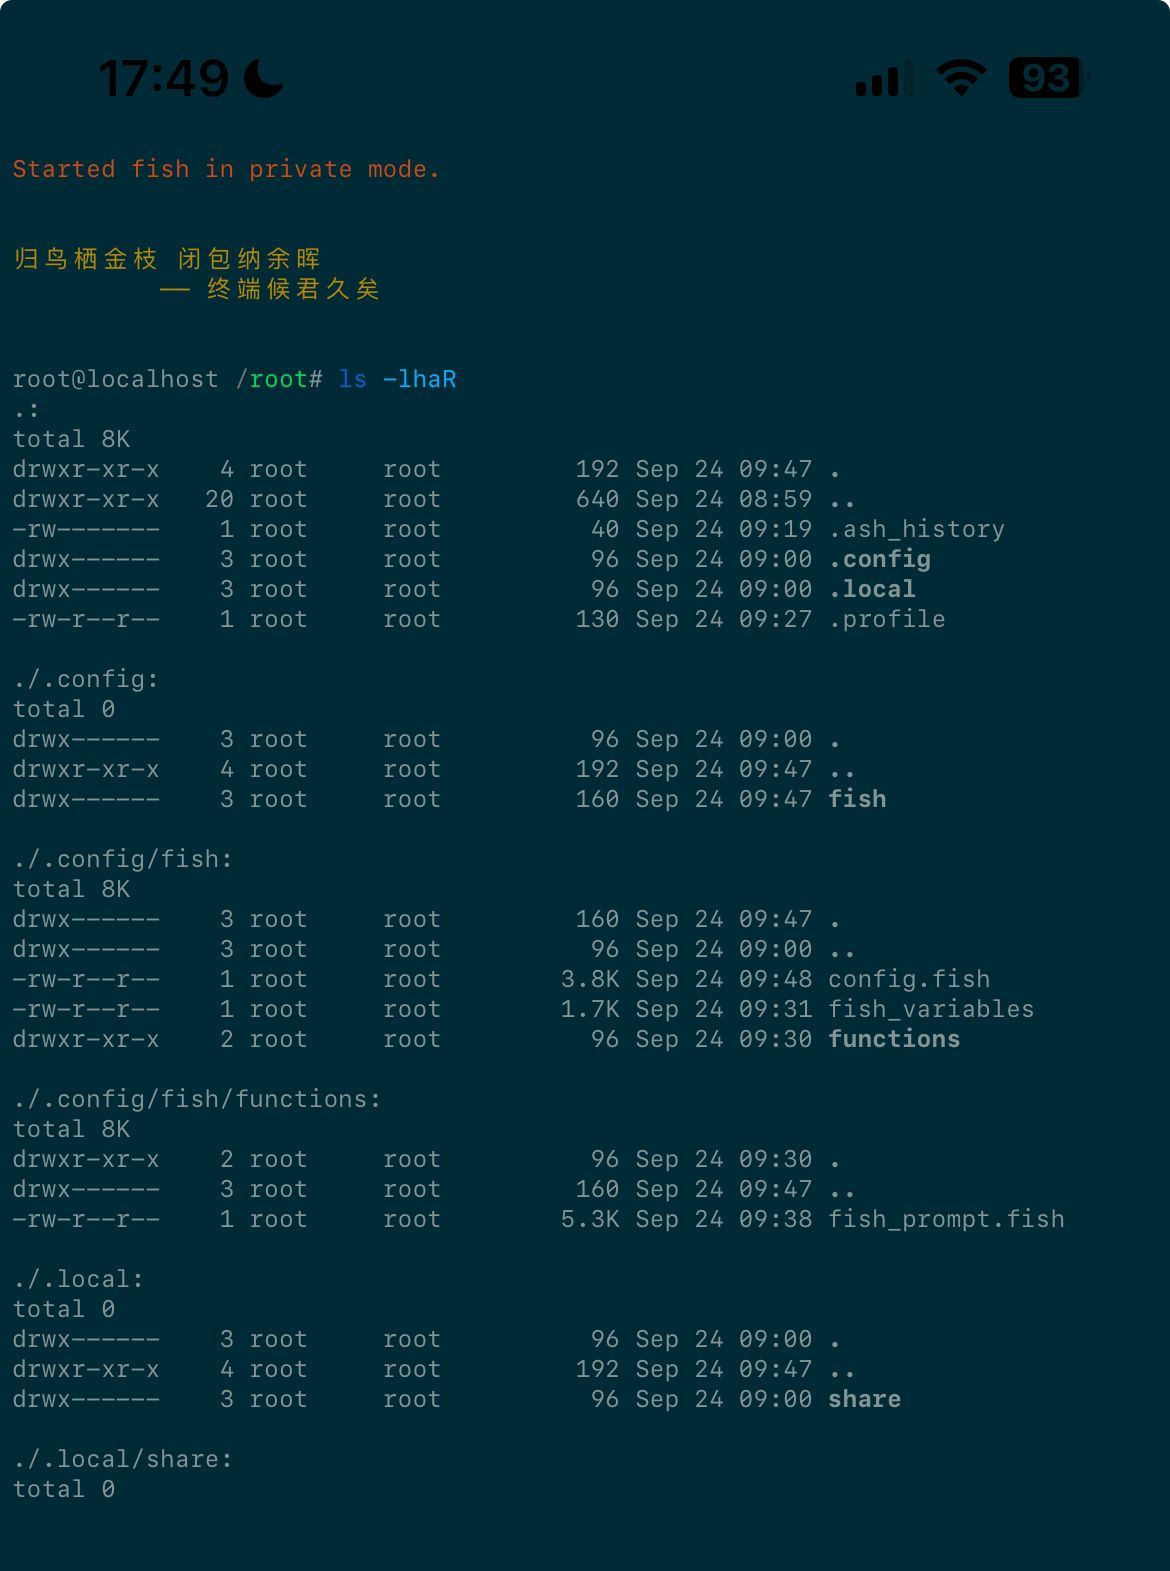 17:49 93
Started fish in private mode.
归鸟栖金枝 闭包纳余晖
—— 终端候君久矣
root@localhost /root# ls -lhaR
.:
total 8K
drwxr-xr-x    4 root     root         192 Sep 24 09:47 .
drwxr-xr-x   20 root     root         640 Sep 24 08:59 ..
-rw-------    1 root     root          40 Sep 24 09:19 .ash_history
drwx------    3 root     root          96 Sep 24 09:00 .config
drwx------    3 root     root          96 Sep 24 09:00 .local
-rw-r--r--    1 root     root         130 Sep 24 09:27 .profile
./.config:
total 0
drwx------    3 root     root          96 Sep 24 09:00 .
drwxr-xr-x    4 root     root         192 Sep 24 09:47 ..
drwx------    3 root     root         160 Sep 24 09:47 fish
./.config/fish:
total 8K
drwx------    3 root     root         160 Sep 24 09:47 .
drwx------    3 root     root          96 Sep 24 09:00 ..
-rw-r--r--    1 root     root        3.8K Sep 24 09:48 config.fish
-rw-r--r--    1 root     root        1.7K Sep 24 09:31 fish_variables
drwxr-xr-x    2 root     root          96 Sep 24 09:30 functions
./.config/fish/functions:
total 8K
drwxr-xr-x    2 root     root          96 Sep 24 09:30 .
drwx------    3 root     root         160 Sep 24 09:47 ..
-rw-r--r--    1 root     root        5.3K Sep 24 09:38 fish_prompt.fish
./.local:
total 0
drwx------    3 root     root          96 Sep 24 09:00 .
drwxr-xr-x    4 root     root         192 Sep 24 09:47 ..
drwx------    3 root     root          96 Sep 24 09:00 share
./.local/share:
total 0